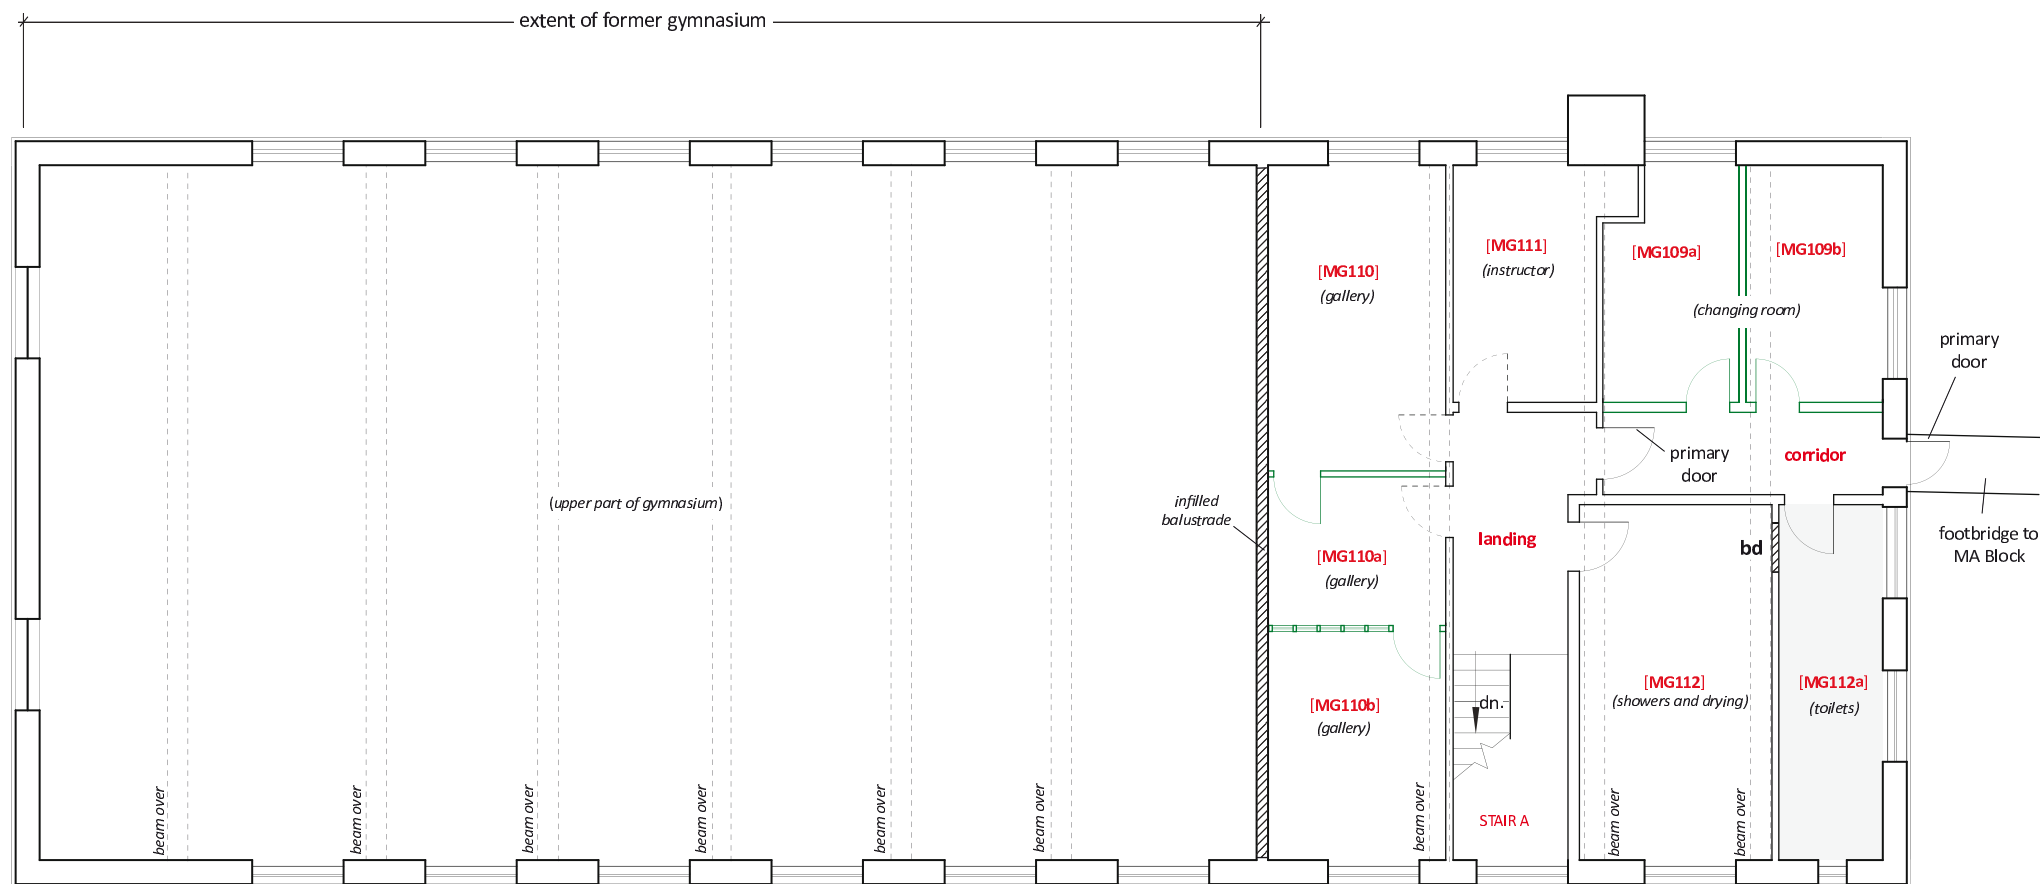 extent of former gymnasium
[MG111]
(instructor)
[MG109a]
[MG109b]
[MG110]
(gallery)
(changing room)
primary
door
primary
door
corridor
(upper part of gymnasium)
infilled
balustrade
landing
bd
footbridge to
MA Block
[MG110a]
(gallery)
[MG112]
(showers and drying)
[MG112a]
(toilets)
[MG110b]
(gallery)
dn.
STAIR A
beam over
beam over
beam over
beam over
beam over
beam over
beam over
beam over
beam over